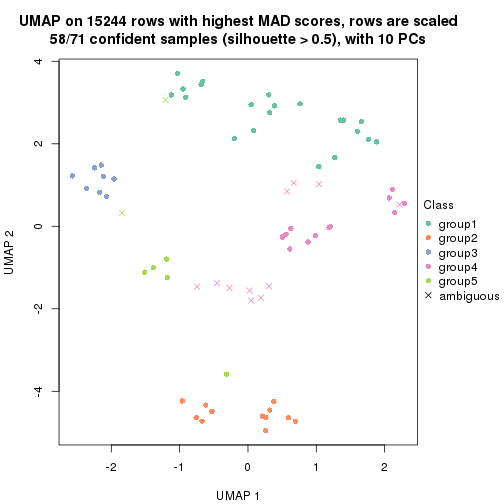 UMAP on 15244 rows with highest MAD scores, rows are scaled
58/71 confident samples (silhouette > 0.5), with 10 PCs
4
2
0
-2
-4
UMAP 2
-2
-1
0
1
2
UMAP 1
Class
group1
group2
group3
group4
group5
ambiguous